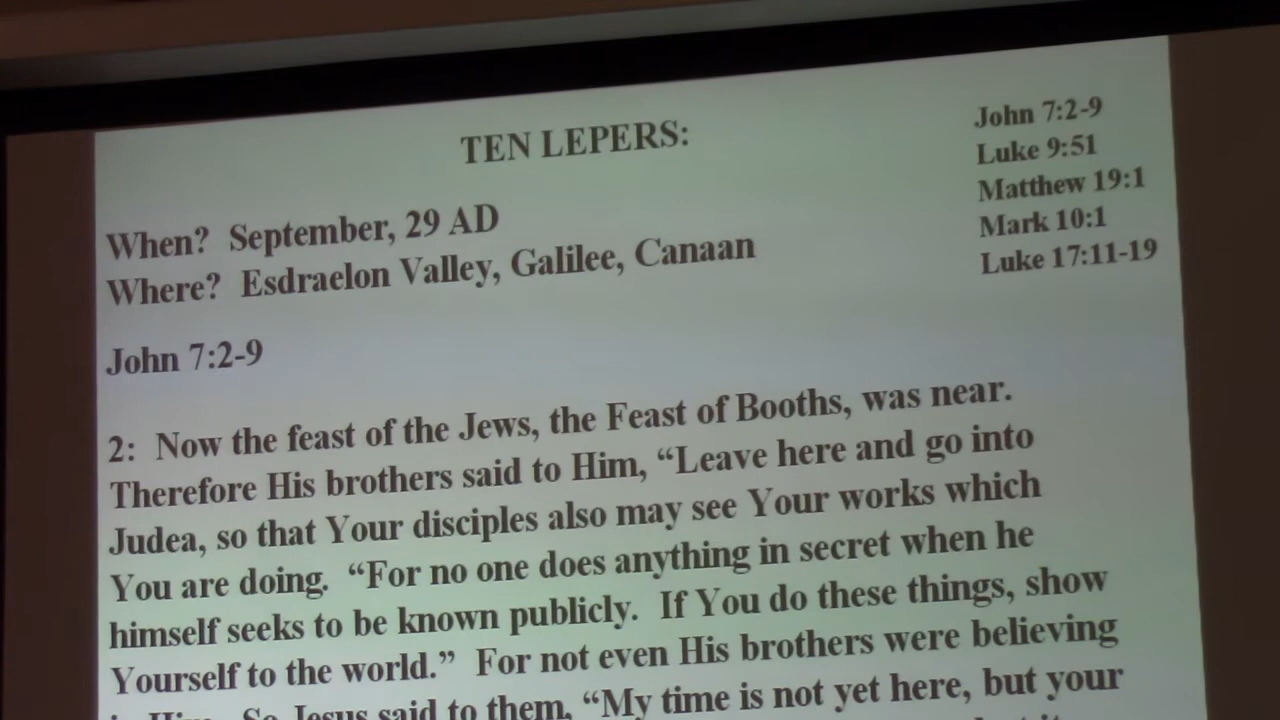 TEN LEPERS:
John 7:2-9
Luke 9:51
Matthew 19:1
Mark 10:1
Luke 17:11-19
When? September, 29 AD
Where? Esdraelon Valley, Galilee, Canaan
John 7:2-9
2: Now the feast of the Jews, the Feast of Booths, was near.
Therefore His brothers said to Him, “Leave here and go into
Judea, so that Your disciples also may see Your works which
You are doing. “For no one does anything in secret when he
himself seeks to be known publicly. If You do these things, show
Yourself to the world.” For not even His brothers were believing
in Him. So Jesus said to them, “My time is not yet here, but your